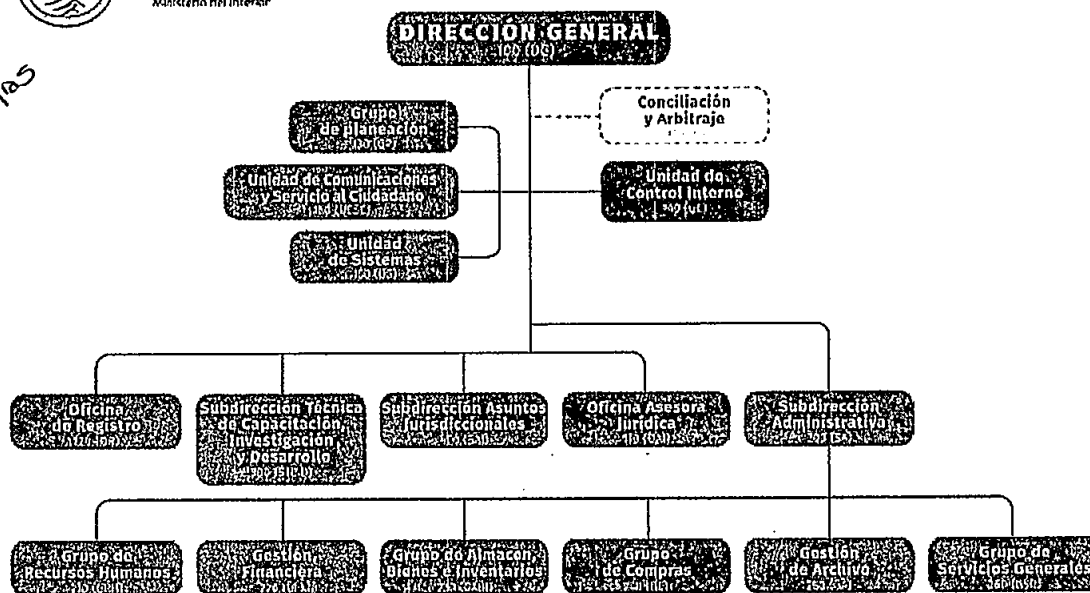 Ministerio del Interior
DIRECCIÓN GENERAL
100 (DG)
Conciliación
y Arbitraje
Grupo
de planeación
Unidad de
Control Interno
Unidad de Comunicaciones
y Servicio al Ciudadano
Unidad
de Sistemas
Oficina
de Registro
Subdirección Técnica
de Capacitación,
Investigación
y Desarrollo
Subdirección Asuntos
Jurisdiccionales
Oficina Asesora
Jurídica
Subdirección
Administrativa
Grupo de
Recursos Humanos
Gestión
Financiera
Grupo de Almacén
Bienes e Inventarios
Grupo
de Compras
Gestión
de Archivo
Grupo de
Servicios Generales